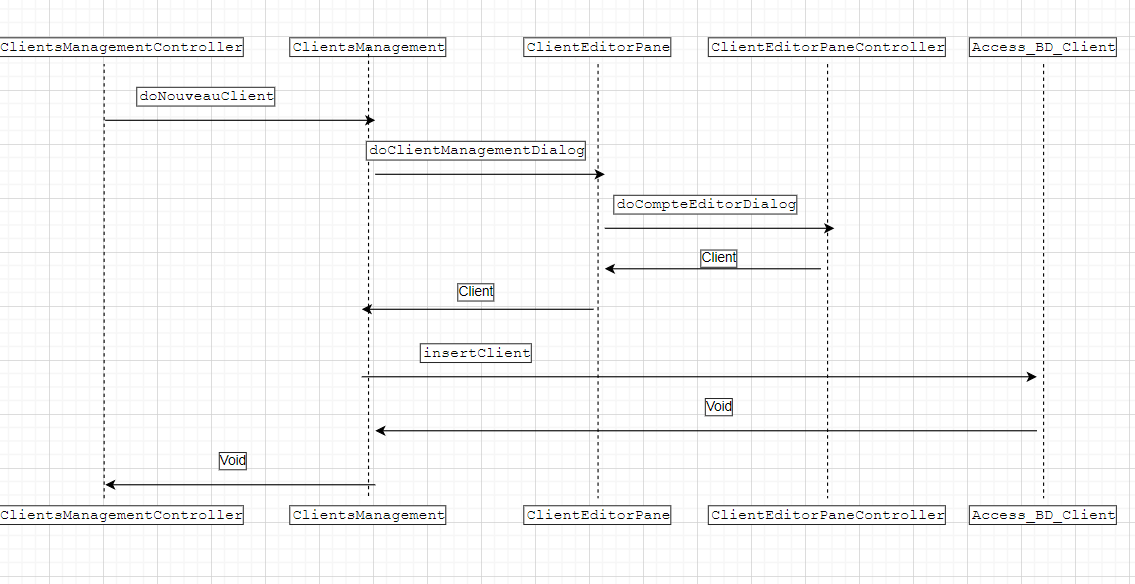 ClientsManagementController ClientsManagement ClientEditorPane ClientEditorPaneController Access_BD_Client
doNouveauClient
doClientManagementDialog
doCompteEditorDialog
Client
Client
insertClient
Void
Void
ClientsManagementController ClientsManagement ClientEditorPane ClientEditorPaneController Access_BD_Client